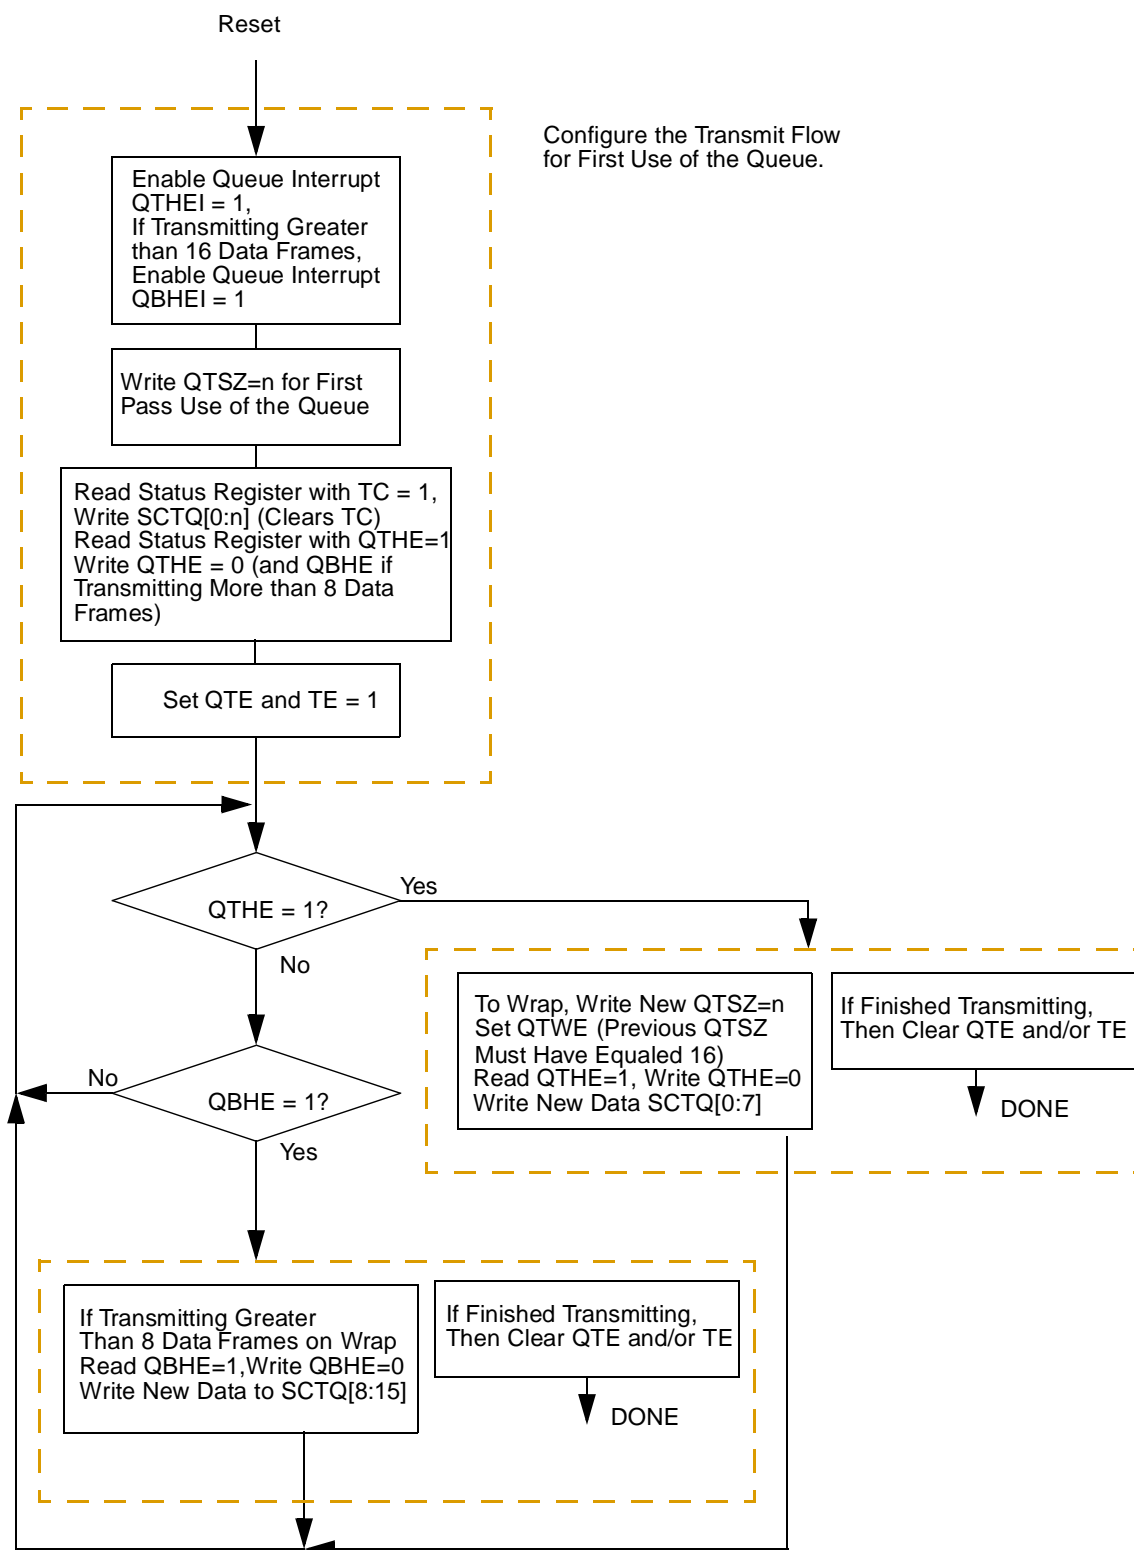 Reset
Configure the Transmit Flow
for First Use of the Queue.
Enable Queue Interrupt
QTHEI = 1,
If Transmitting Greater
than 16 Data Frames,
Enable Queue Interrupt
QBHEI = 1
Write QTSZ=n for First
Pass Use of the Queue
Read Status Register with TC = 1,
Write SCTQ[0:n] (Clears TC)
Read Status Register with QTHE=1
Write QTHE = 0 (and QBHE if
Transmitting More than 8 Data
Frames)
Set QTE and TE = 1
QTHE = 1?
Yes
No
To Wrap, Write New QTSZ=n
Set QTWE (Previous QTSZ
Must Have Equaled 16)
Read QTHE=1, Write QTHE=0
Write New Data SCTQ[0:7]
If Finished Transmitting,
Then Clear QTE and/or TE
DONE
No
QBHE = 1?
Yes
If Transmitting Greater
Than 8 Data Frames on Wrap
Read QBHE=1,Write QBHE=0
Write New Data to SCTQ[8:15]
If Finished Transmitting,
Then Clear QTE and/or TE
DONE